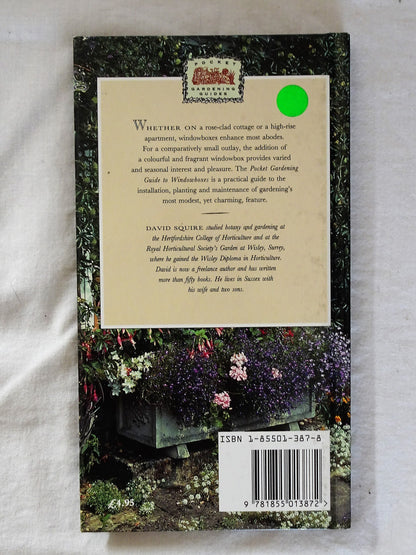 POCKET
GARDENING
GUIDES
WHETHER ON a rose-clad cottage or a high-rise
apartment, windowboxes enhance most abodes.
For a comparatively small outlay, the addition of
a colourful and fragrant windowbox provides varied
and seasonal interest and pleasure. The Pocket Gardening
Guide to Windowboxes is a practical guide to the
installation, planting and maintenance of gardening's
most modest, yet charming, feature.
DAVID SQUIRE studied botany and gardening at
the Hertfordshire College of Horticulture and at the
Royal Horticultural Society's Garden at Wisley, Surrey,
where he gained the Wisley Diploma in Horticulture.
David is now a freelance author and has written
more than fifty books. He lives in Sussex with
his wife and two sons.
ISBN 1-85501-387-8
9 781855 013872 >
£4.95